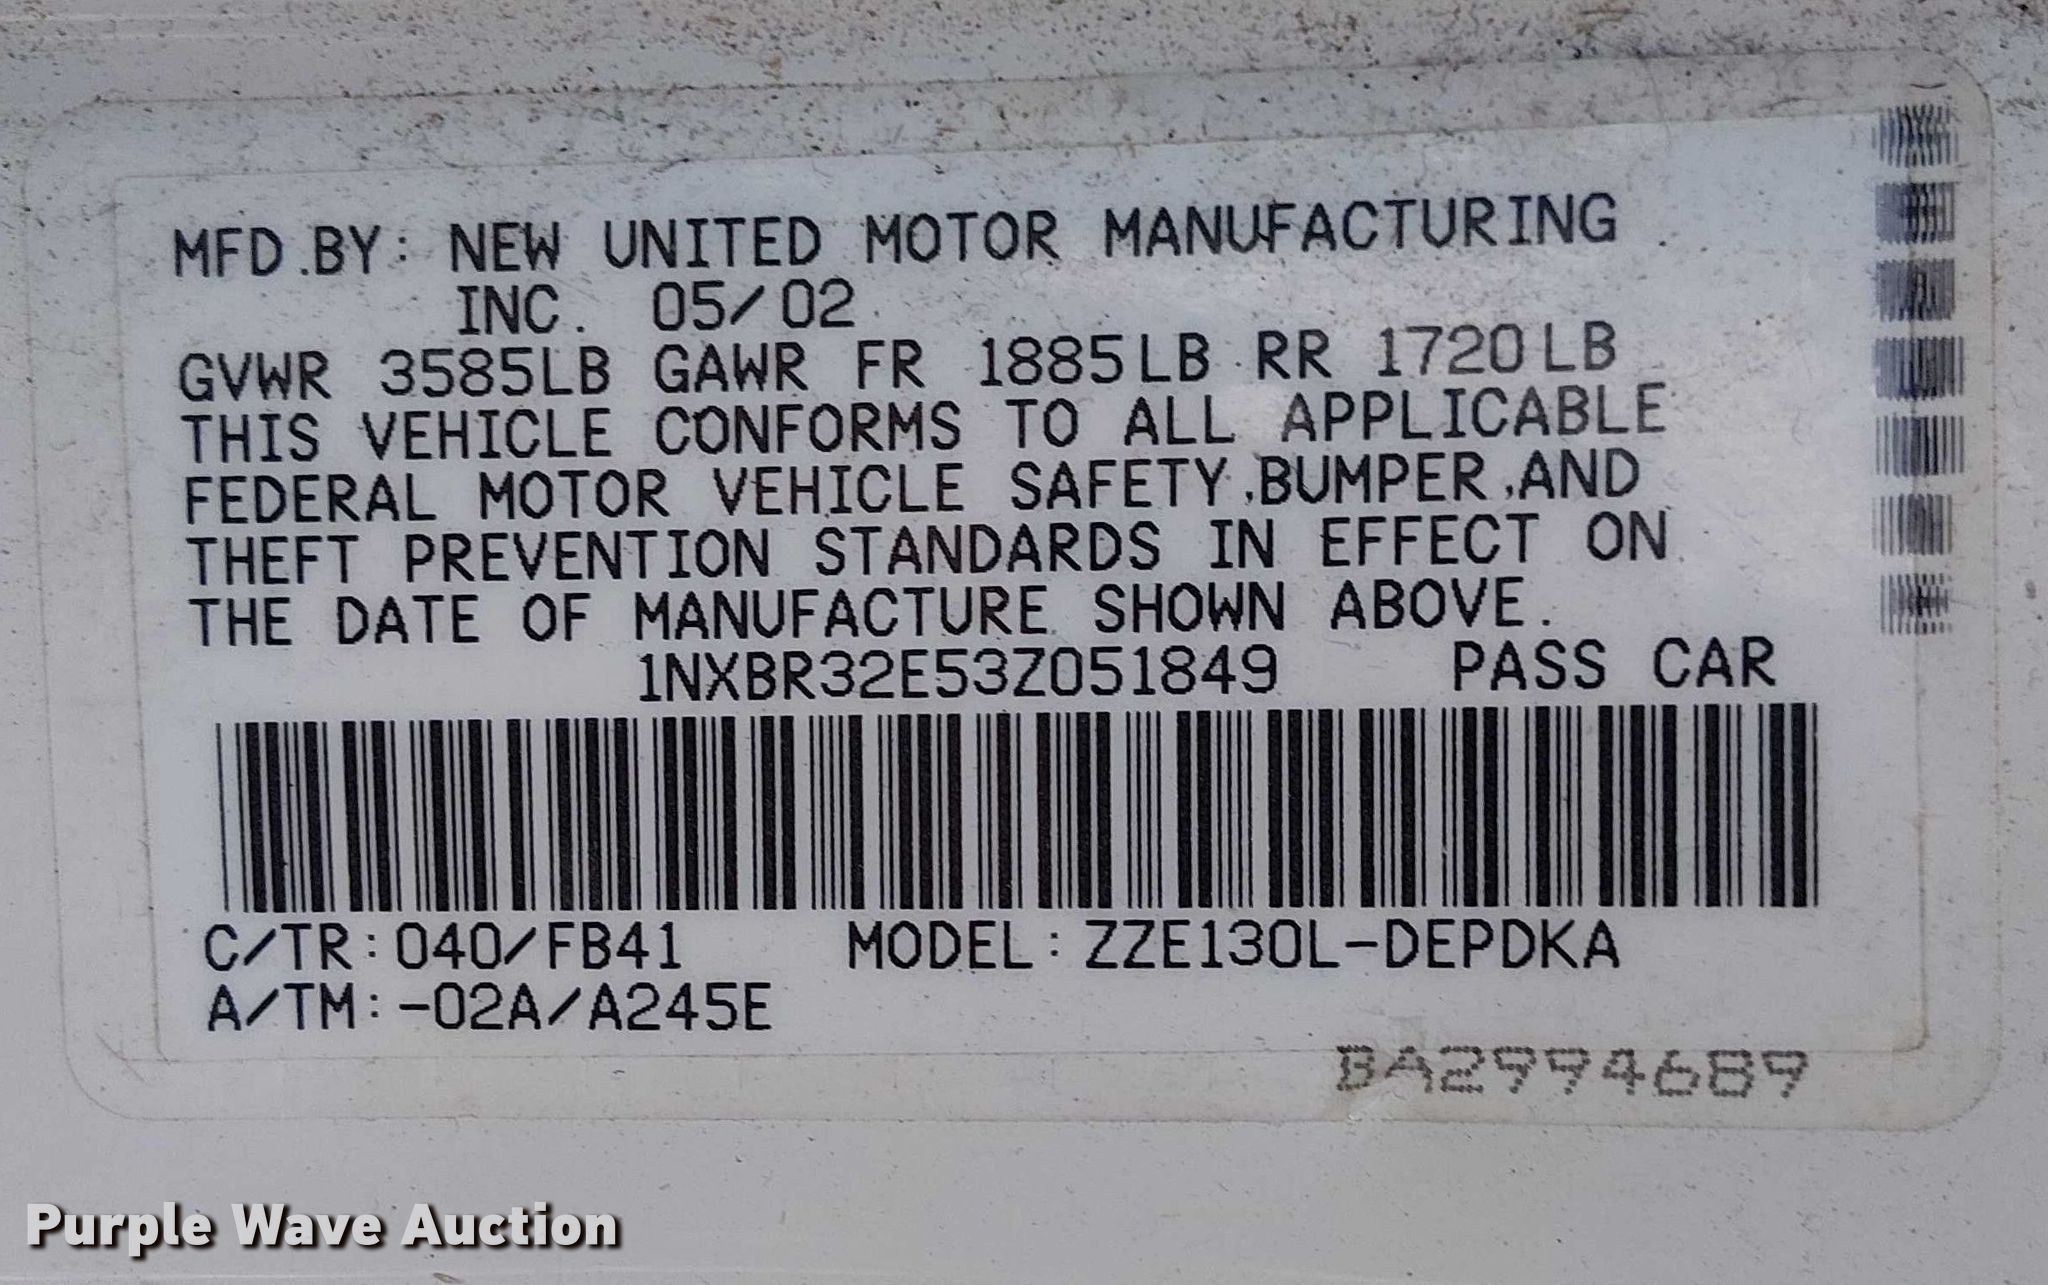 MFD.BY: NEW UNITED MOTOR MANUFACTURING
INC. 05/02
GVWR 3585LB GAWR FR 1885LB RR 1720LB
THIS VEHICLE CONFORMS TO ALL APPLICABLE
FEDERAL MOTOR VEHICLE SAFETY,BUMPER,AND
THEFT PREVENTION STANDARDS IN EFFECT ON
THE DATE OF MANUFACTURE SHOWN ABOVE.
1NXBR32E53Z051849 PASS CAR
C/TR:040/FB41 MODEL:ZZE130L-DEPDKA
A/TM:-02A/A245E
BA2994689
Purple Wave Auction